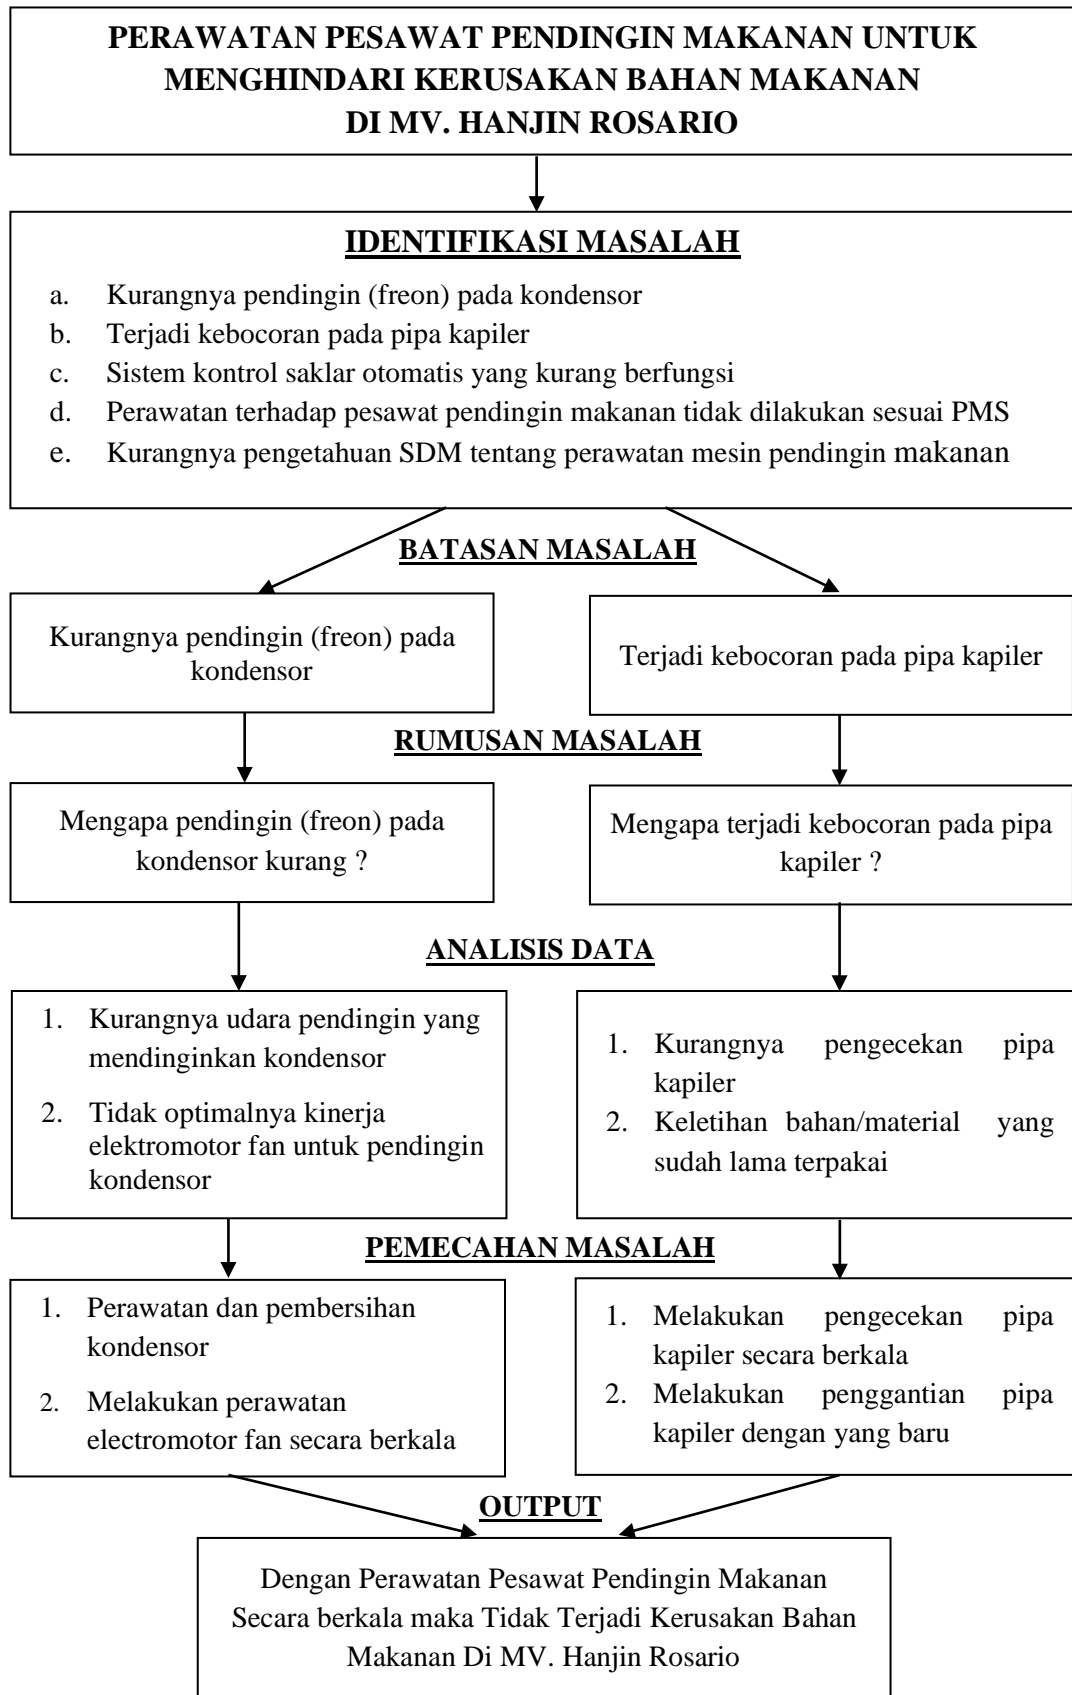 PERAWATAN PESAWAT PENDINGIN MAKANAN UNTUK
MENGHINDARI KERUSAKAN BAHAN MAKANAN
DI MV. HANJIN ROSARIO
IDENTIFIKASI MASALAH
a. Kurangnya pendingin (freon) pada kondensor
b. Terjadi kebocoran pada pipa kapiler
c. Sistem kontrol saklar otomatis yang kurang berfungsi
d. Perawatan terhadap pesawat pendingin makanan tidak dilakukan sesuai PMS
e. Kurangnya pengetahuan SDM tentang perawatan mesin pendingin makanan
BATASAN MASALAH
Kurangnya pendingin (freon) pada
kondensor
Terjadi kebocoran pada pipa kapiler
RUMUSAN MASALAH
Mengapa pendingin (freon) pada
kondensor kurang ?
Mengapa terjadi kebocoran pada pipa
kapiler ?
ANALISIS DATA
1. Kurangnya udara pendingin yang
mendinginkan kondensor
2. Tidak optimalnya kinerja
elektromotor fan untuk pendingin
kondensor
1. Kurangnya pengecekan pipa
kapiler
2. Keletihan bahan/material yang
sudah lama terpakai
PEMECAHAN MASALAH
1. Perawatan dan pembersihan
kondensor
2. Melakukan perawatan
electromotor fan secara berkala
1. Melakukan pengecekan pipa
kapiler secara berkala
2. Melakukan penggantian pipa
kapiler dengan yang baru
OUTPUT
Dengan Perawatan Pesawat Pendingin Makanan
Secara berkala maka Tidak Terjadi Kerusakan Bahan
Makanan Di MV. Hanjin Rosario